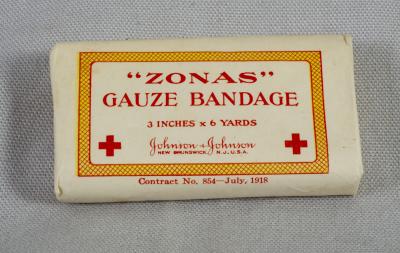 "ZONAS"
GAUZE BANDAGE
3 INCHES x 6 YARDS
Johnson & Johnson
NEW BRUNSWICK, N.J., U.S.A.
Contract No. 854—July, 1918